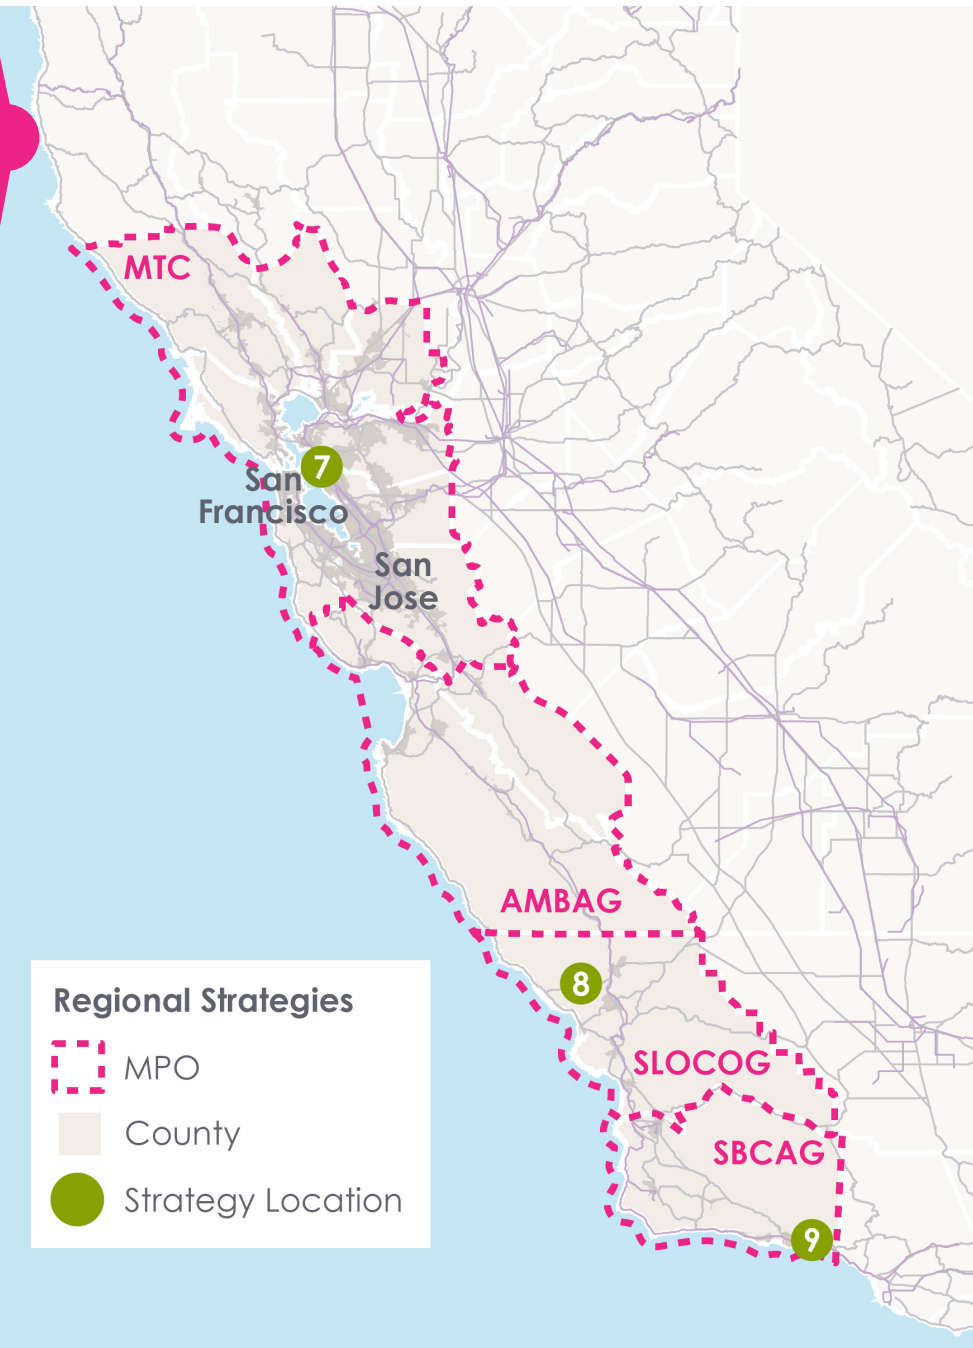 MTC
7
San
Francisco
San
Jose
AMBAG
8
SLOCOG
SBCAG
9
Regional Strategies
MPO
County
Strategy Location